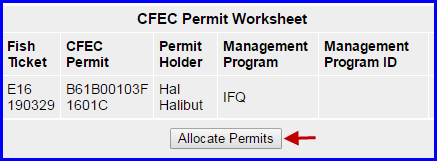 CFEC Permit Worksheet
Fish Ticket CFEC Permit Permit Holder Management Program Management Program ID
E16 190329 B61B00103F 1601C Hal Halibut IFQ
Allocate Permits